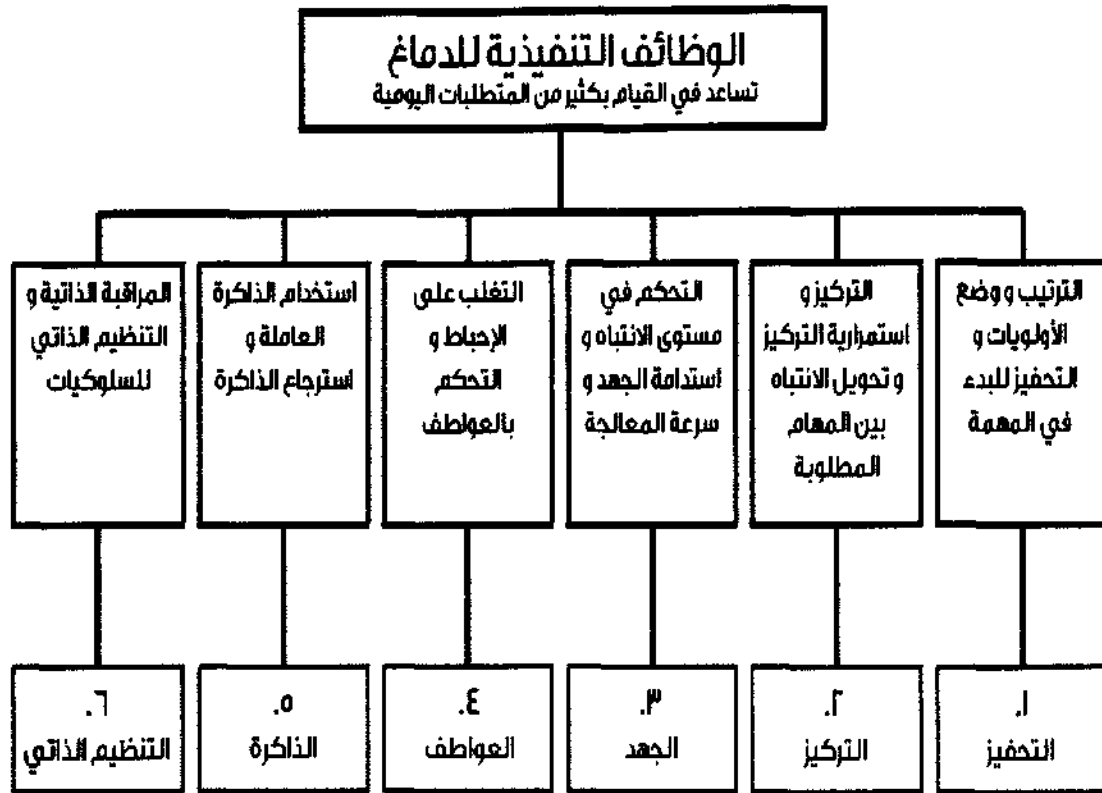 الوظائف التنفيذية للدماغ
تساعد في القيام بكثير من المتطلبات اليومية
الترتيب ووضع
الأولويات و
التحفيز للبدء
في المهمة
التركيز و
استمرارية التركيز
و تحويل الانتباه
بين المهام
المطلوبة
التحكم في
مستوى الانتباه و
استدامة الجهد و
سرعة المعالجة
التغلب على
الإحباط و
التحكم
بالعواطف
استخدام الذاكرة
العاملة و
استرجاع الذاكرة
المراقبة الذاتية و
التنظيم الذاتي
للسلوكيات
١.
التحفيز
٢.
التركيز
٣.
الجهد
٤.
العواطف
٥.
الذاكرة
٦.
التنظيم الذاتي